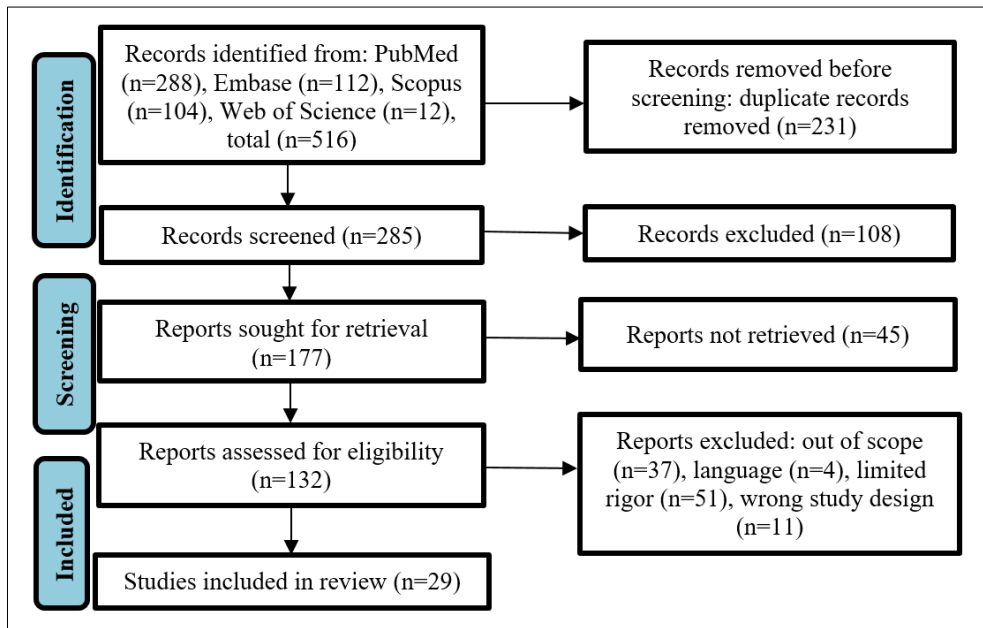 Identification
Records identified from: PubMed
(n=288), Embase (n=112), Scopus
(n=104), Web of Science (n=12),
total (n=516)
Records removed before
screening: duplicate records
removed (n=231)
Records screened (n=285)
Records excluded (n=108)
Screening
Reports sought for retrieval
(n=177)
Reports not retrieved (n=45)
Reports assessed for eligibility
(n=132)
Reports excluded: out of scope
(n=37), language (n=4), limited
rigor (n=51), wrong study design
(n=11)
Included
Studies included in review (n=29)